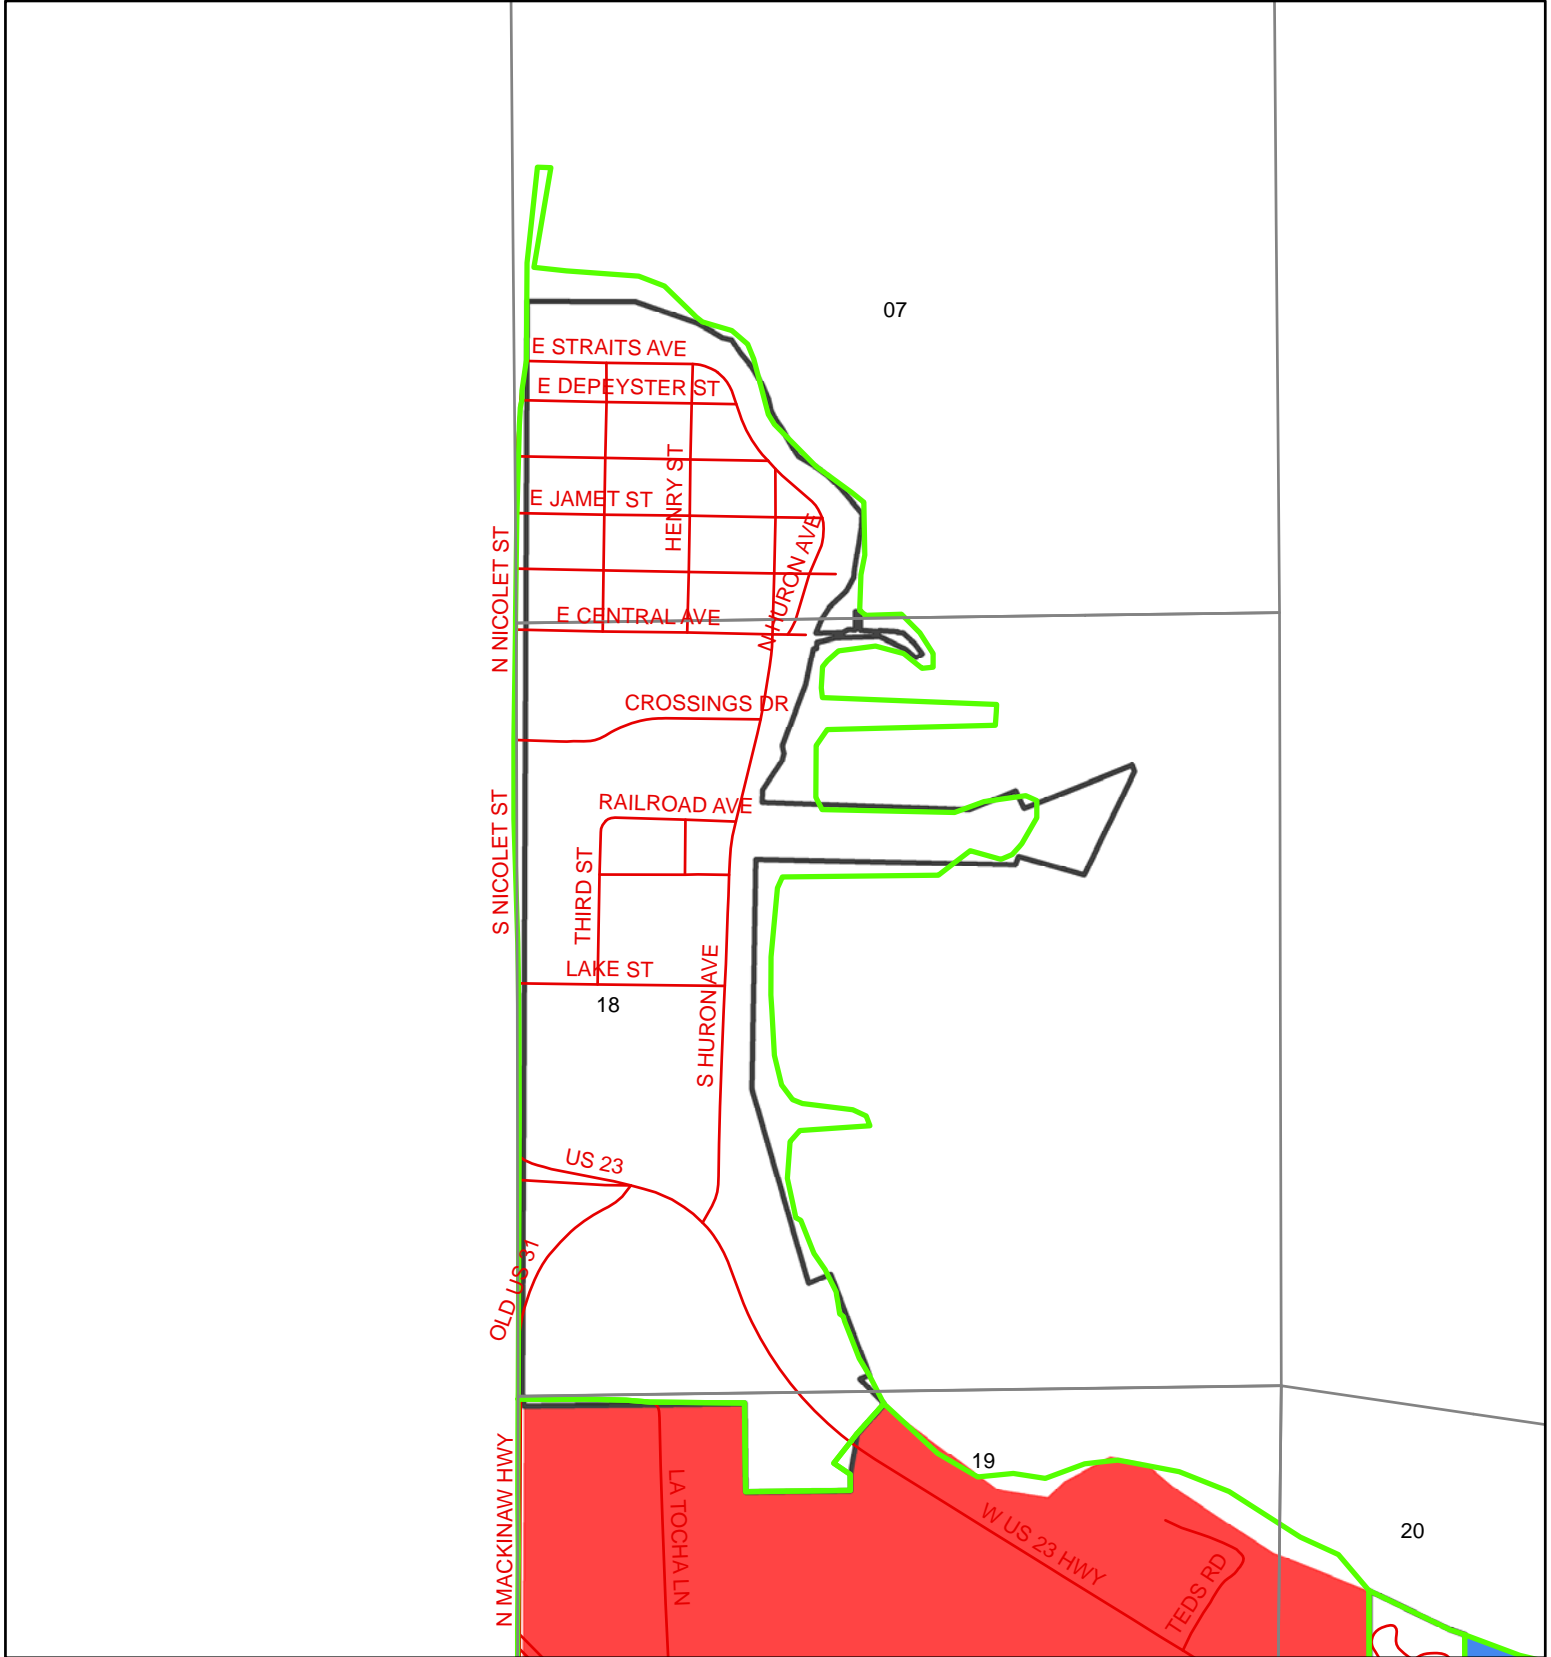 07
E STRAITS AVE
E DEPEYSTER ST
HENRY ST
E JAMET ST
N HURON AVE
N NICOLET ST
E CENTRAL AVE
CROSSINGS DR
S NICOLET ST
RAILROAD AVE
THIRD ST
LAKE ST
18
S HURON AVE
US 23
OLD US 31
19
N MACKINAW HWY
LA TOCHA LN
W US 23 HWY
TEDS RD
20